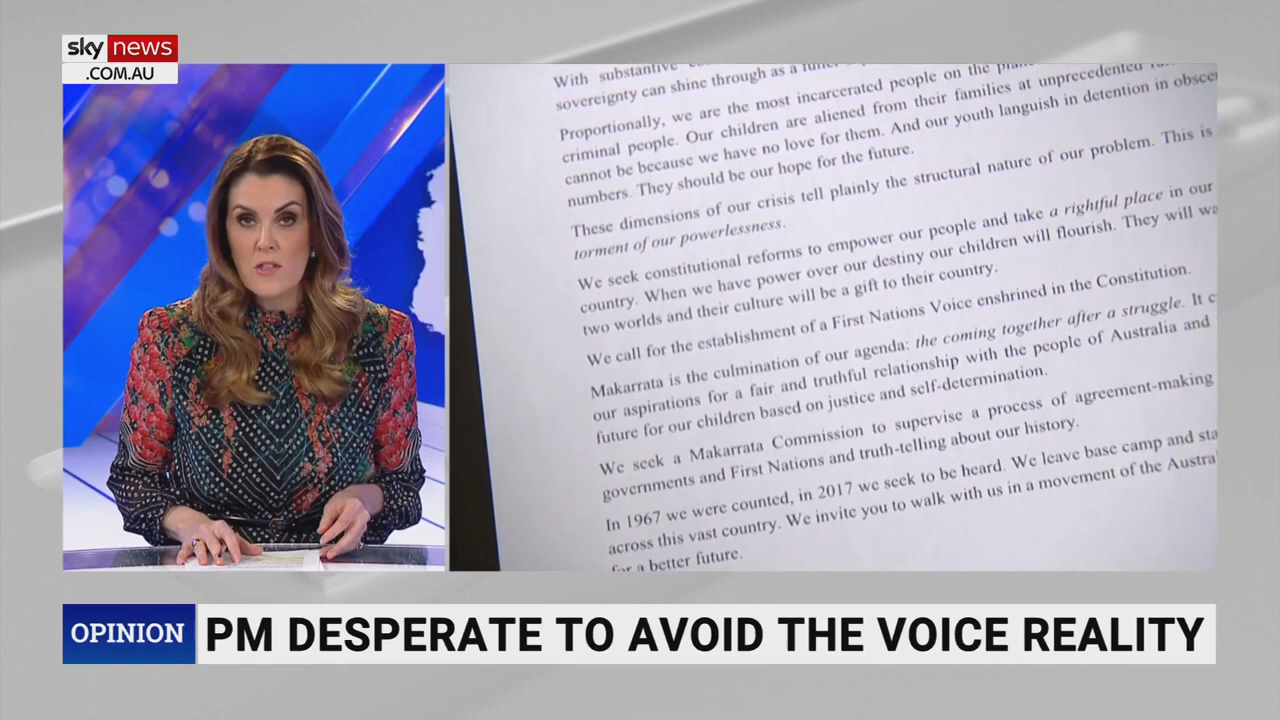 sky news
.COM.AU
With substantive
sovereignty can shine through as a
Proportionally, we are the most incarcerated people on the
criminal people. Our children are aliened from their families at unprecedented
cannot be because we have no love for them. And our youth languish in detention in
numbers. They should be our hope for the future.
These dimensions of our crisis tell plainly the structural nature of our problem. This is
torment of our powerlessness.
We seek constitutional reforms to empower our people and take a rightful place in our
country. When we have power over our destiny our children will flourish. They will
two worlds and their culture will be a gift to their country.
We call for the establishment of a First Nations Voice enshrined in the Constitution.
Makarrata is the culmination of our agenda: the coming together after a struggle. It
our aspirations for a fair and truthful relationship with the people of Australia and
future for our children based on justice and self-determination.
We seek a Makarrata Commission to supervise a process of agreement-making
governments and First Nations and truth-telling about our history.
In 1967 we were counted, in 2017 we seek to be heard. We leave base camp and
across this vast country. We invite you to walk with us in a movement of the
for a better future.
OPINION PM DESPERATE TO AVOID THE VOICE REALITY